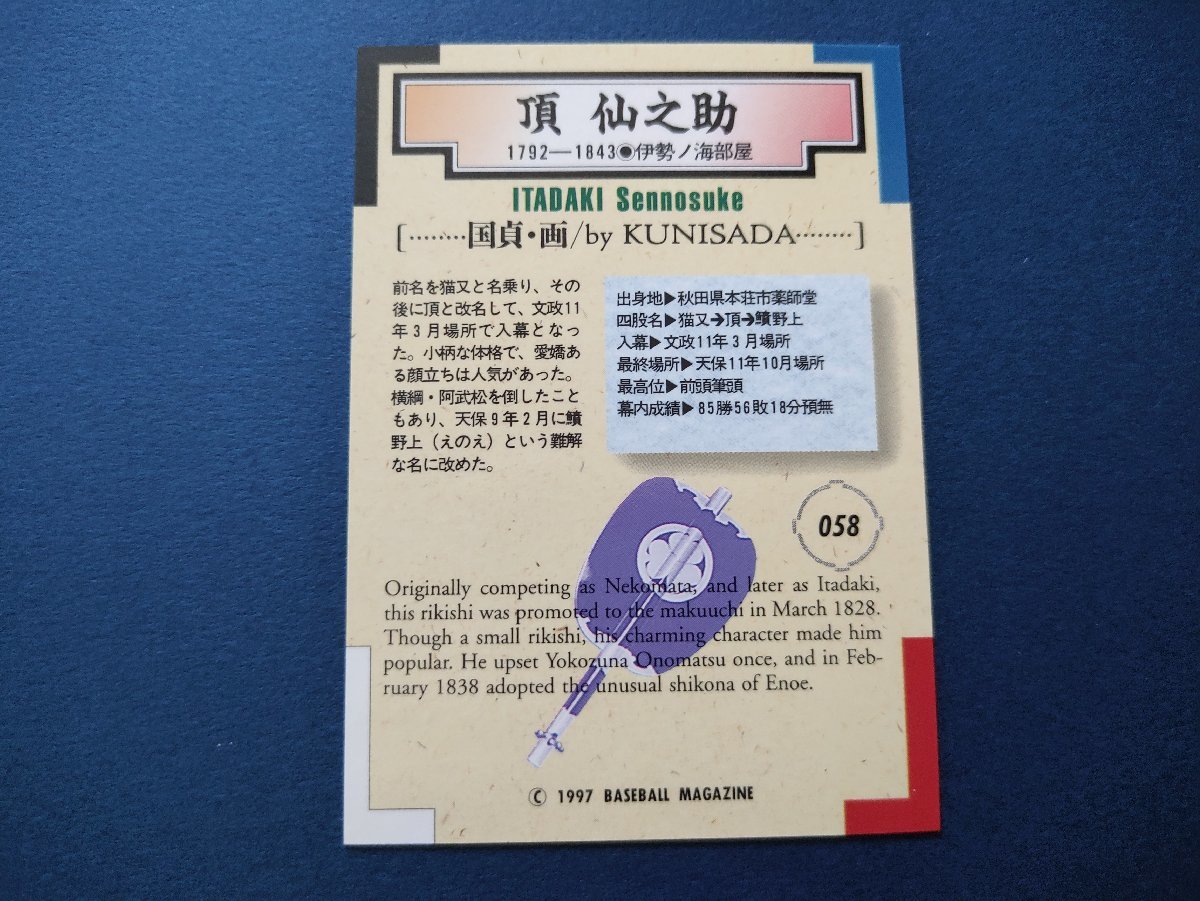 頂 仙之助
1792—1843◉伊勢ノ海部屋
ITADAKI Sennosuke
[········国貞・画/by KUNISADA········]
前名を猫又と名乗り、その
後に頂と改名して、文政11
年3月場所で入幕となっ
た。小柄な体格で、愛嬌あ
る顔立ちは人気があった。
横綱・阿武松を倒したこと
もあり、天保9年2月に鱝
野上（えのえ）という難解
な名に改めた。
出身地▶秋田県本荘市薬師堂
四股名▶猫又→頂→鱝野上
入幕▶文政11年3月場所
最終場所▶天保11年10月場所
最高位▶前頭筆頭
幕内成績▶85勝56敗18分預無
058
Originally competing as Nekomata, and later as Itadaki,
this rikishi was promoted to the makuuchi in March 1828.
Though a small rikishi, his charming character made him
popular. He upset Yokozuna Onomatsu once, and in Feb-
ruary 1838 adopted the unusual shikona of Enoe.
© 1997 BASEBALL MAGAZINE